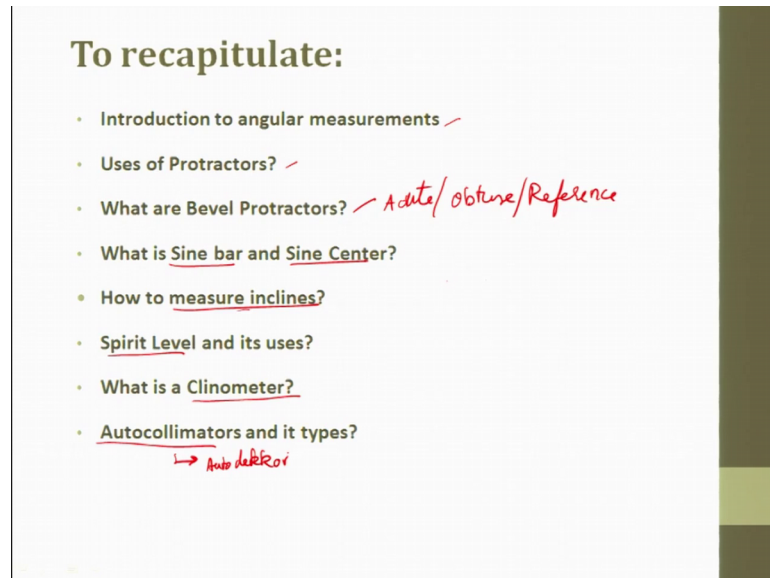 To recapitulate:
• Introduction to angular measurements
• Uses of Protractors?
• What are Bevel Protractors? Acute/Obtuse/Reference
• What is Sine bar and Sine Center?
• How to measure inclines?
• Spirit Level and its uses?
• What is a Clinometer?
• Autocollimators and it types?
→ Autodekkor